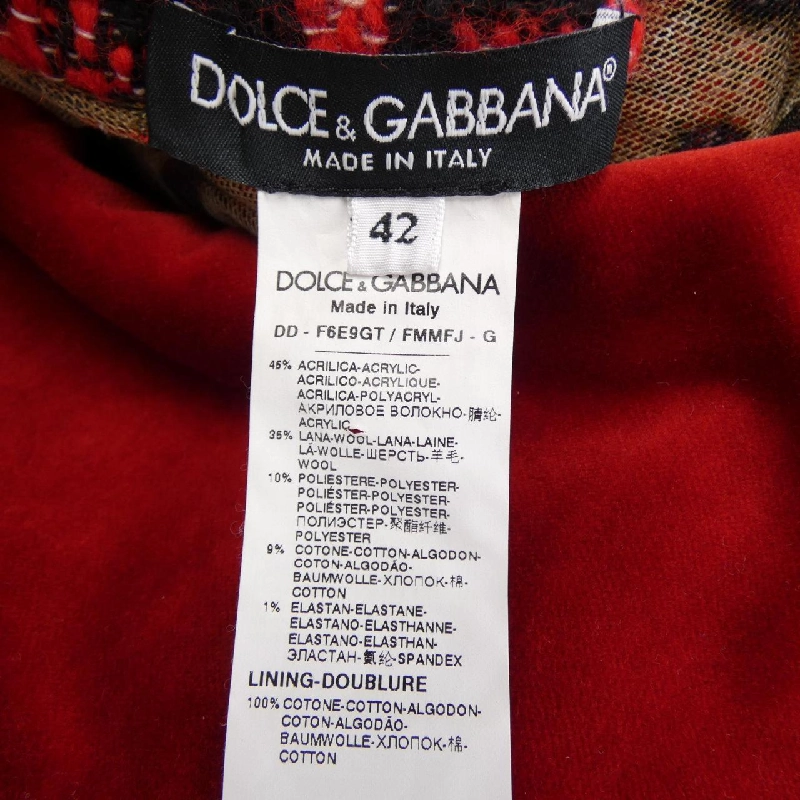 DOLCE & GABBANA®
MADE IN ITALY
42
DOLCE & GABBANA
Made in Italy
DD - F6E9GT / FMMFJ - G
45% ACRILICA-ACRYLIC-
ACRILICO-ACRYLIQUE-
ACRILICA-POLYACRYL-
АКРИЛОВОЕ ВОЛОКНО-腈纶-
ACRYLIC
35% LANA-WOOL-LANA-LAINE-
LÃ-WOLLE-ШЕРСТЬ-羊毛-
WOOL
10% POLIESTERE-POLYESTER-
POLIÉSTER-POLYESTER-
POLIÉSTER-POLYESTER-
ПОЛИЭСТЕР-聚酯纤维-
POLYESTER
9% COTONE-COTTON-ALGODON-
COTON-ALGODÃO-
BAUMWOLLE-ХЛОПОК-棉-
COTTON
1% ELASTAN-ELASTANE-
ELASTANO-ELASTHANNE-
ELASTANO-ELASTHAN-
ЭЛАСТАН-氨纶-SPANDEX
LINING-DOUBLURE
100% COTONE-COTTON-ALGODON-
COTON-ALGODÃO-
BAUMWOLLE-ХЛОПОК-棉-
COTTON